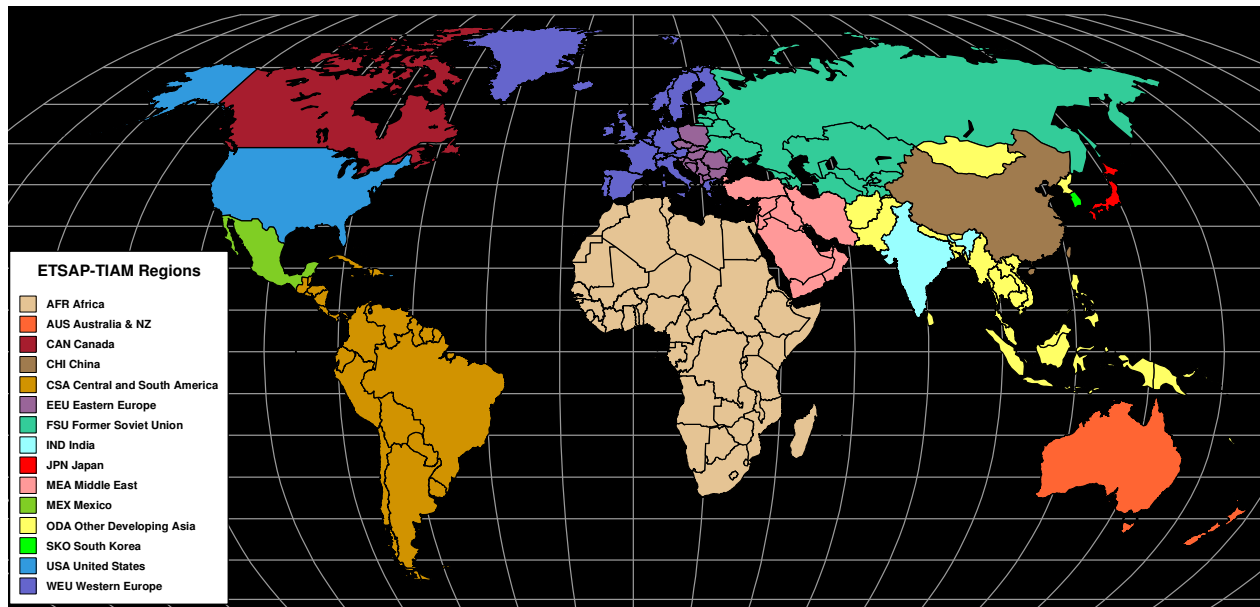 ETSAP-TIAM Regions
AFR Africa
AUS Australia & NZ
CAN Canada
CHI China
CSA Central and South America
EEU Eastern Europe
FSU Former Soviet Union
IND India
JPN Japan
MEA Middle East
MEX Mexico
ODA Other Developing Asia
SKO South Korea
USA United States
WEU Western Europe